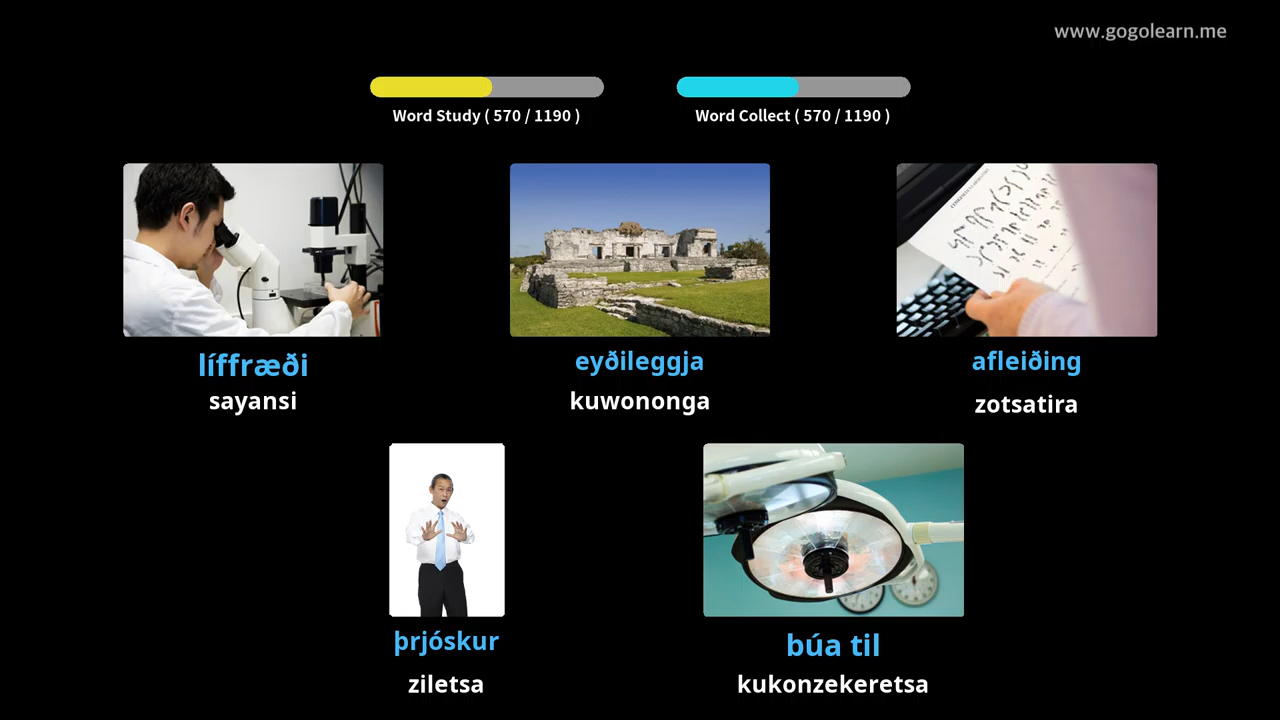 www.gogolearn.me
Word Study ( 570 / 1190 )
Word Collect ( 570 / 1190 )
líffræði
sayansi
eyðileggja
kuwononga
afleiðing
zotsatira
þrjóskur
ziletsa
búa til
kukonzekeretsa